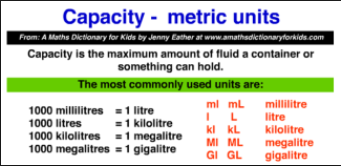 Capacity - metric units
From: A Maths Dictionary for Kids by Jenny Eather at www.amathsdictionaryforkids.com
Capacity is the maximum amount of fluid a container or
something can hold.
The most commonly used units are:
1000 millilitres = 1 litre
1000 litres = 1 kilolitre
1000 kilolitres = 1 megalitre
1000 megalitres = 1 gigalitre
ml mL millilitre
l L litre
kl kL kilolitre
Ml ML megalitre
Gl GL gigalitre